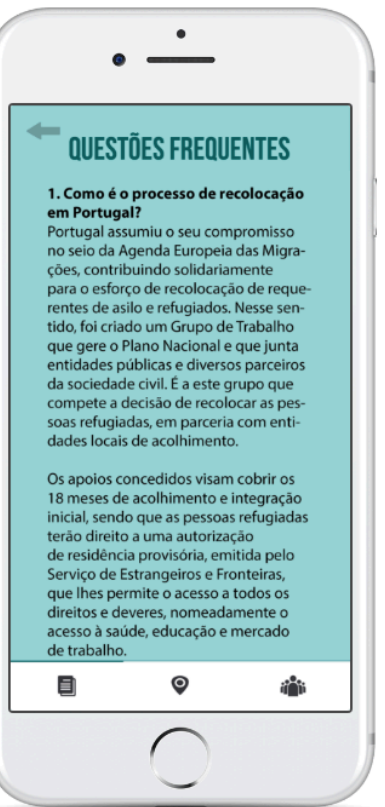 QUESTÕES FREQUENTES
1. Como é o processo de recolocação
em Portugal?
Portugal assumiu o seu compromisso
no seio da Agenda Europeia das Migra-
ções, contribuindo solidariamente
para o esforço de recolocação de reque-
rentes de asilo e refugiados. Nesse sen-
tido, foi criado um Grupo de Trabalho
que gere o Plano Nacional e que junta
entidades públicas e diversos parceiros
da sociedade civil. É a este grupo que
compete a decisão de recolocar as pes-
soas refugiadas, em parceria com enti-
dades locais de acolhimento.
Os apoios concedidos visam cobrir os
18 meses de acolhimento e integração
inicial, sendo que as pessoas refugiadas
terão direito a uma autorização
de residência provisória, emitida pelo
Serviço de Estrangeiros e Fronteiras,
que lhes permite o acesso a todos os
direitos e deveres, nomeadamente o
acesso à saúde, educação e mercado
de trabalho.